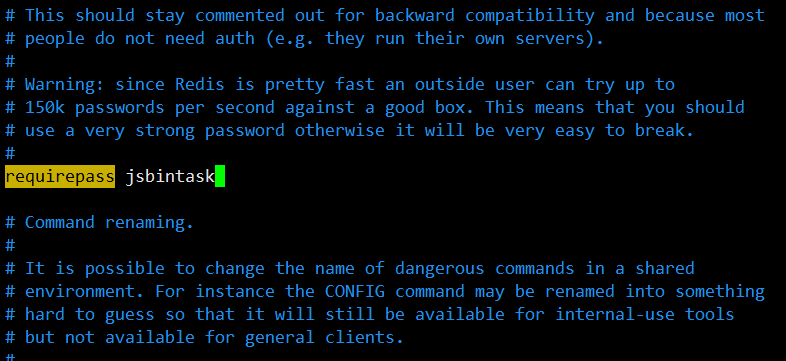 # This should stay commented out for backward compatibility and because most
# people do not need auth (e.g. they run their own servers).
#
# Warning: since Redis is pretty fast an outside user can try up to
# 150k passwords per second against a good box. This means that you should
# use a very strong password otherwise it will be very easy to break.
#
requirepass jsbintask
# Command renaming.
#
# It is possible to change the name of dangerous commands in a shared
# environment. For instance the CONFIG command may be renamed into something
# hard to guess so that it will still be available for internal-use tools
# but not available for general clients.
#